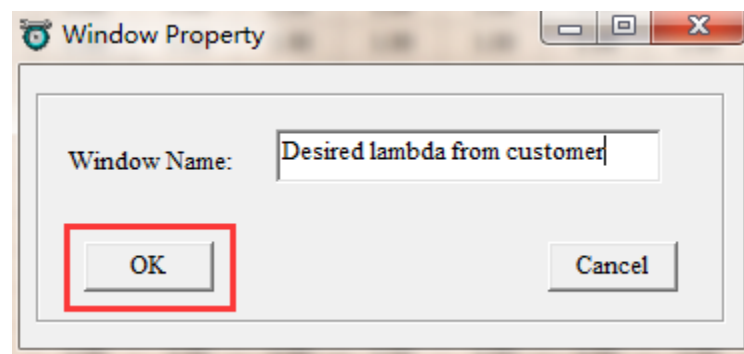 Window Property
Window Name:
Desired lambda from customer
OK
Cancel